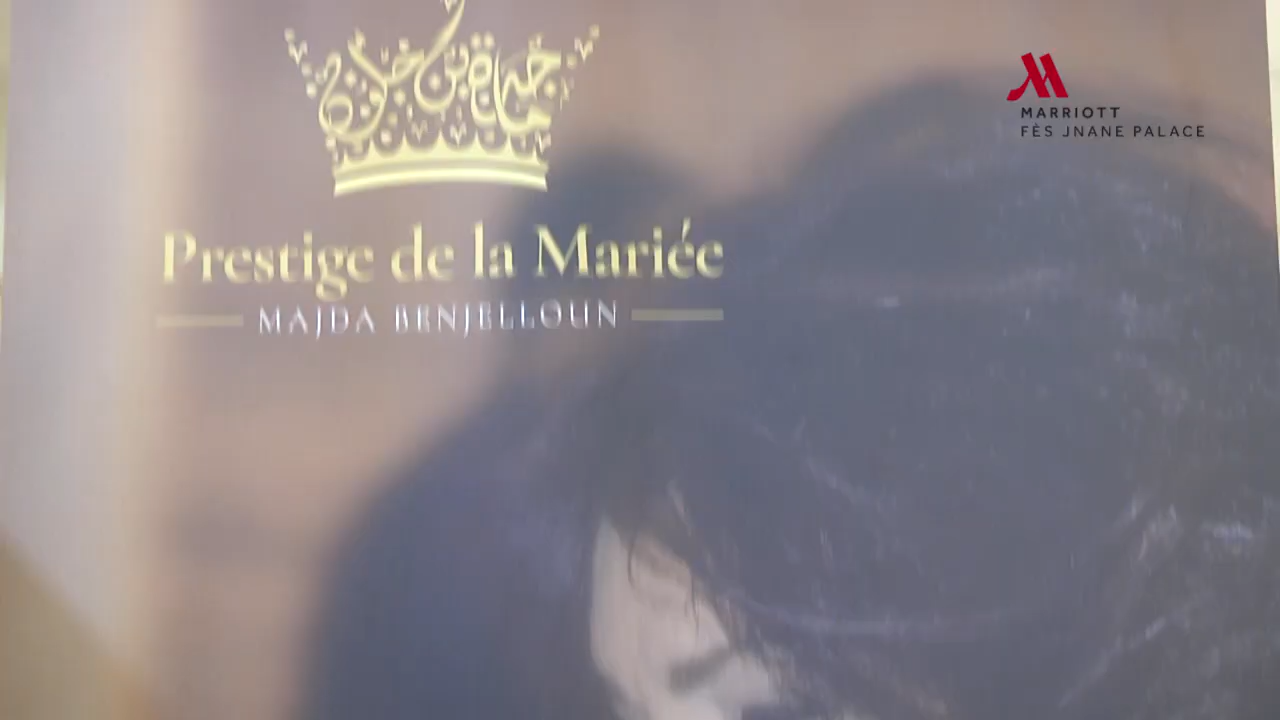 Prestige de la Mariée
MAJDA BENJELLOUN
MARRIOTT
FÈS JNANE PALACE